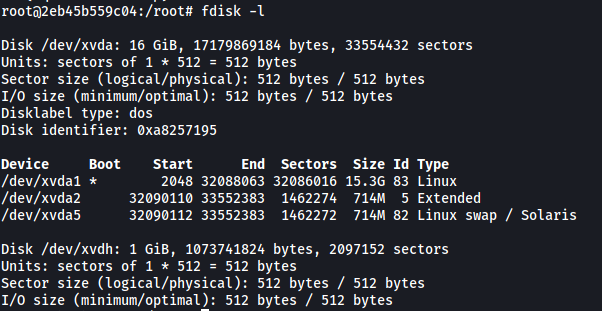 root@2eb45b559c04:/root# fdisk -l
Disk /dev/xvda: 16 GiB, 17179869184 bytes, 33554432 sectors
Units: sectors of 1 * 512 = 512 bytes
Sector size (logical/physical): 512 bytes / 512 bytes
I/O size (minimum/optimal): 512 bytes / 512 bytes
Disklabel type: dos
Disk identifier: 0xa8257195
Device     Boot    Start      End  Sectors  Size Id Type
/dev/xvda1 *        2048 32088063 32086016 15.3G 83 Linux
/dev/xvda2      32090110 33552383  1462274  714M  5 Extended
/dev/xvda5      32090112 33552383  1462272  714M 82 Linux swap / Solaris
Disk /dev/xvdh: 1 GiB, 1073741824 bytes, 2097152 sectors
Units: sectors of 1 * 512 = 512 bytes
Sector size (logical/physical): 512 bytes / 512 bytes
I/O size (minimum/optimal): 512 bytes / 512 bytes